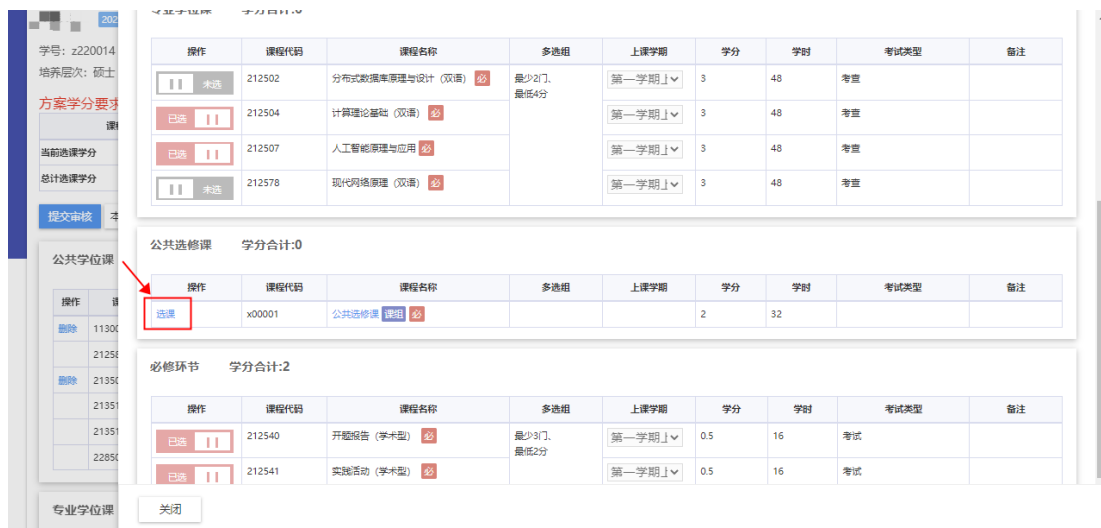 202
学号: z220014
培养层次: 硕士
方案学分要求
课
当前选课学分
总计选课学分
提交审核 本
公共学位课
操作
删除 11300
21258
删除 21350
21351
21351
22850
专业学位课
专业学位课 学分合计:0
操作 课程代码 课程名称 多选组 上课学期 学分 学时 考试类型 备注
未选 212502 分布式数据库原理与设计 (双语) 必 最少2门、 第一学期上 3 48 考查
最低4分
已选 212504 计算理论基础 (双语) 必 第一学期上 3 48 考查
已选 212507 人工智能原理与应用 必 第一学期上 3 48 考查
未选 212578 现代网络原理 (双语) 必 第一学期上 3 48 考查
公共选修课 学分合计:0
操作 课程代码 课程名称 多选组 上课学期 学分 学时 考试类型 备注
选课 x00001 公共选修课 课组 必 2 32
必修环节 学分合计:2
操作 课程代码 课程名称 多选组 上课学期 学分 学时 考试类型 备注
已选 212540 开题报告 (学术型) 必 最少3门、 第一学期上 0.5 16 考试
最低2分
已选 212541 实践活动 (学术型) 必 第一学期上 0.5 16 考试
关闭